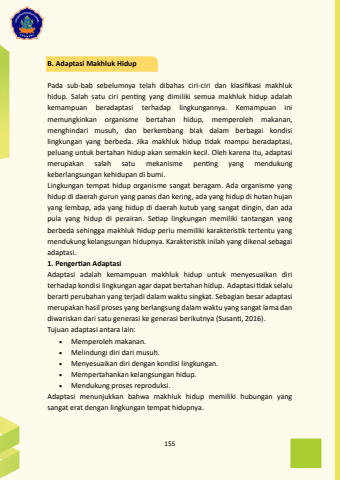 B. Adaptasi Makhluk Hidup
Pada sub-bab sebelumnya telah dibahas ciri-ciri dan klasifikasi makhluk
hidup. Salah satu ciri penting yang dimiliki semua makhluk hidup adalah
kemampuan beradaptasi terhadap lingkungannya. Kemampuan ini
memungkinkan organisme bertahan hidup, memperoleh makanan,
menghindari musuh, dan berkembang biak dalam berbagai kondisi
lingkungan yang berbeda. Jika makhluk hidup tidak mampu beradaptasi,
peluang untuk bertahan hidup akan semakin kecil. Oleh karena itu, adaptasi
merupakan salah satu mekanisme penting yang mendukung
keberlangsungan kehidupan di bumi.
Lingkungan tempat hidup organisme sangat beragam. Ada organisme yang
hidup di daerah gurun yang panas dan kering, ada yang hidup di hutan hujan
yang lembap, ada yang hidup di daerah kutub yang sangat dingin, dan ada
pula yang hidup di perairan. Setiap lingkungan memiliki tantangan yang
berbeda sehingga makhluk hidup perlu memiliki karakteristik tertentu yang
mendukung kelangsungan hidupnya. Karakteristik inilah yang dikenal sebagai
adaptasi.
1. Pengertian Adaptasi
Adaptasi adalah kemampuan makhluk hidup untuk menyesuaikan diri
terhadap kondisi lingkungan agar dapat bertahan hidup. Adaptasi tidak selalu
berarti perubahan yang terjadi dalam waktu singkat. Sebagian besar adaptasi
merupakan hasil proses yang berlangsung dalam waktu yang sangat lama dan
diwariskan dari satu generasi ke generasi berikutnya (Susanti, 2016).
Tujuan adaptasi antara lain:
• Memperoleh makanan.
• Melindungi diri dari musuh.
• Menyesuaikan diri dengan kondisi lingkungan.
• Mempertahankan kelangsungan hidup.
• Mendukung proses reproduksi.
Adaptasi menunjukkan bahwa makhluk hidup memiliki hubungan yang
sangat erat dengan lingkungan tempat hidupnya.
155